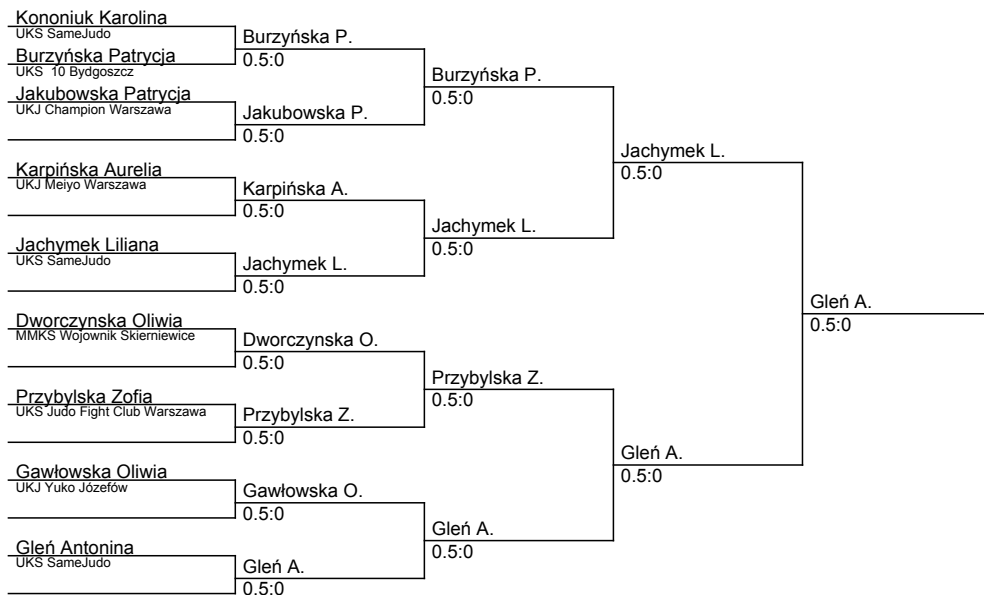 Kononiuk Karolina
UKS SameJudo
Burzyńska Patrycja
UKS  10 Bydgoszcz
Jakubowska Patrycja
UKJ Champion Warszawa
Karpińska Aurelia
UKJ Meiyo Warszawa
Jachymek Liliana
UKS SameJudo
Dworczynska Oliwia
MMKS Wojownik Skierniewice
Przybylska Zofia
UKS Judo Fight Club Warszawa
Gawłowska Oliwia
UKJ Yuko Józefów
Gleń Antonina
UKS SameJudo
Burzyńska P.
0.5:0
Jakubowska P.
0.5:0
Karpińska A.
0.5:0
Jachymek L.
0.5:0
Dworczynska O.
0.5:0
Przybylska Z.
0.5:0
Gawłowska O.
0.5:0
Gleń A.
0.5:0
Burzyńska P.
0.5:0
Jachymek L.
0.5:0
Przybylska Z.
0.5:0
Gleń A.
0.5:0
Jachymek L.
0.5:0
Gleń A.
0.5:0
Gleń A.
0.5:0